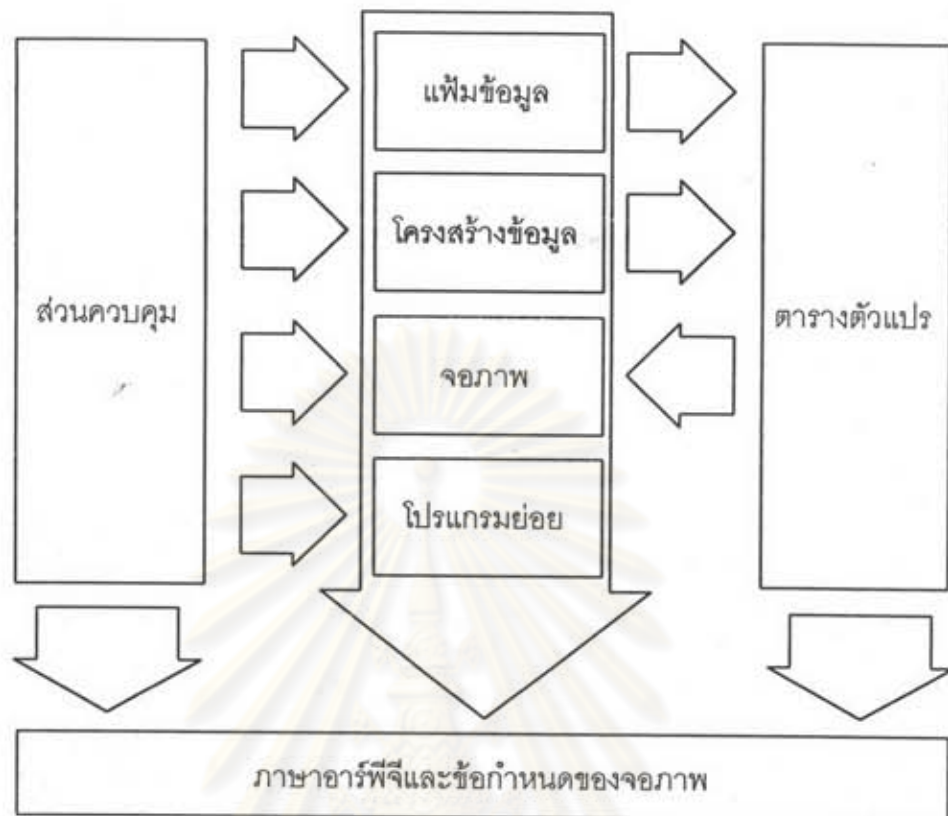 แฟ้มข้อมูล
โครงสร้างข้อมูล
ส่วนควบคุม
ตารางตัวแปร
จอภาพ
โปรแกรมย่อย
ภาษาอาร์พีจีและข้อกำหนดของจอภาพ